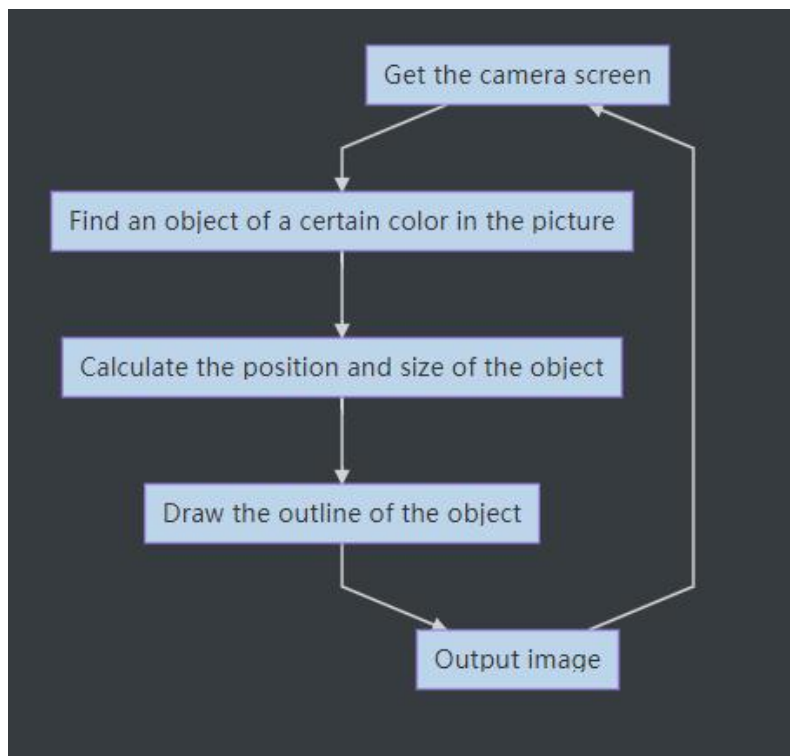 Get the camera screen
Find an object of a certain color in the picture
Calculate the position and size of the object
Draw the outline of the object
Output image